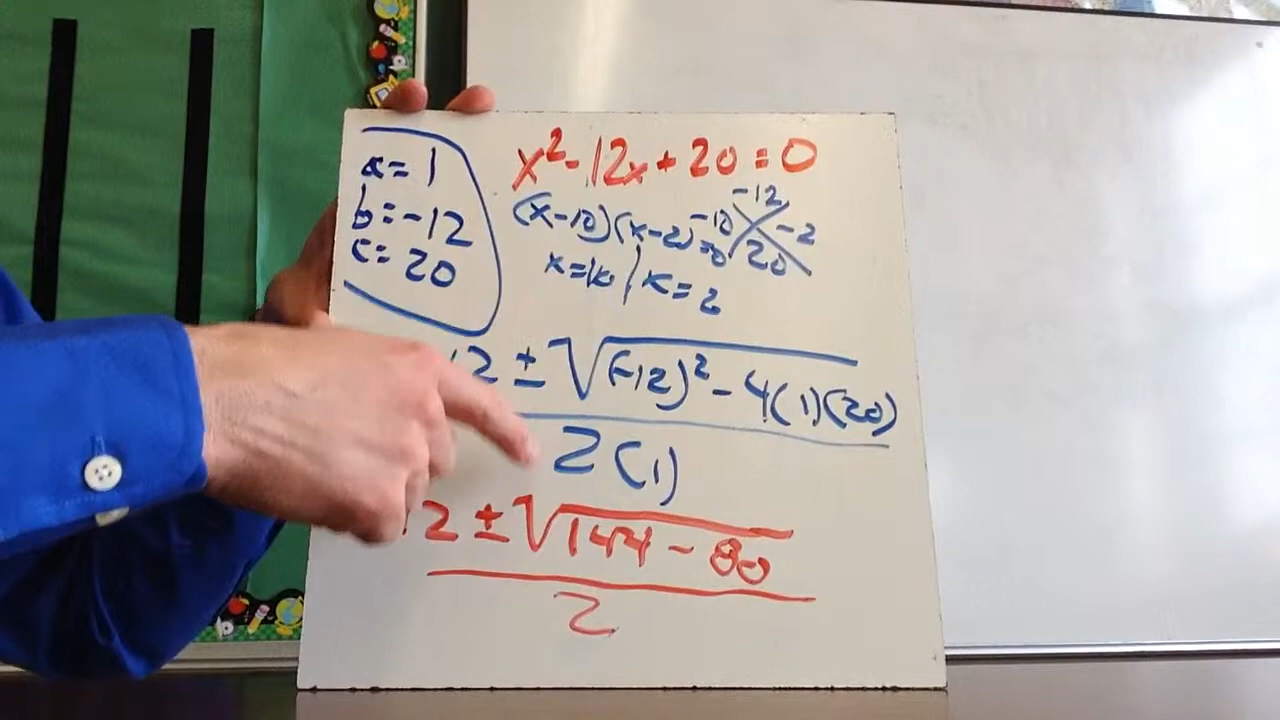 a = 1
b = -12
c = 20
x² - 12x + 20 = 0
(x-10)(x-2) = 0
-12
-10 -2
20
x = 10 | x = 2
12 ± √(-12)² - 4(1)(20)
2(1)
12 ± √144 - 80
2